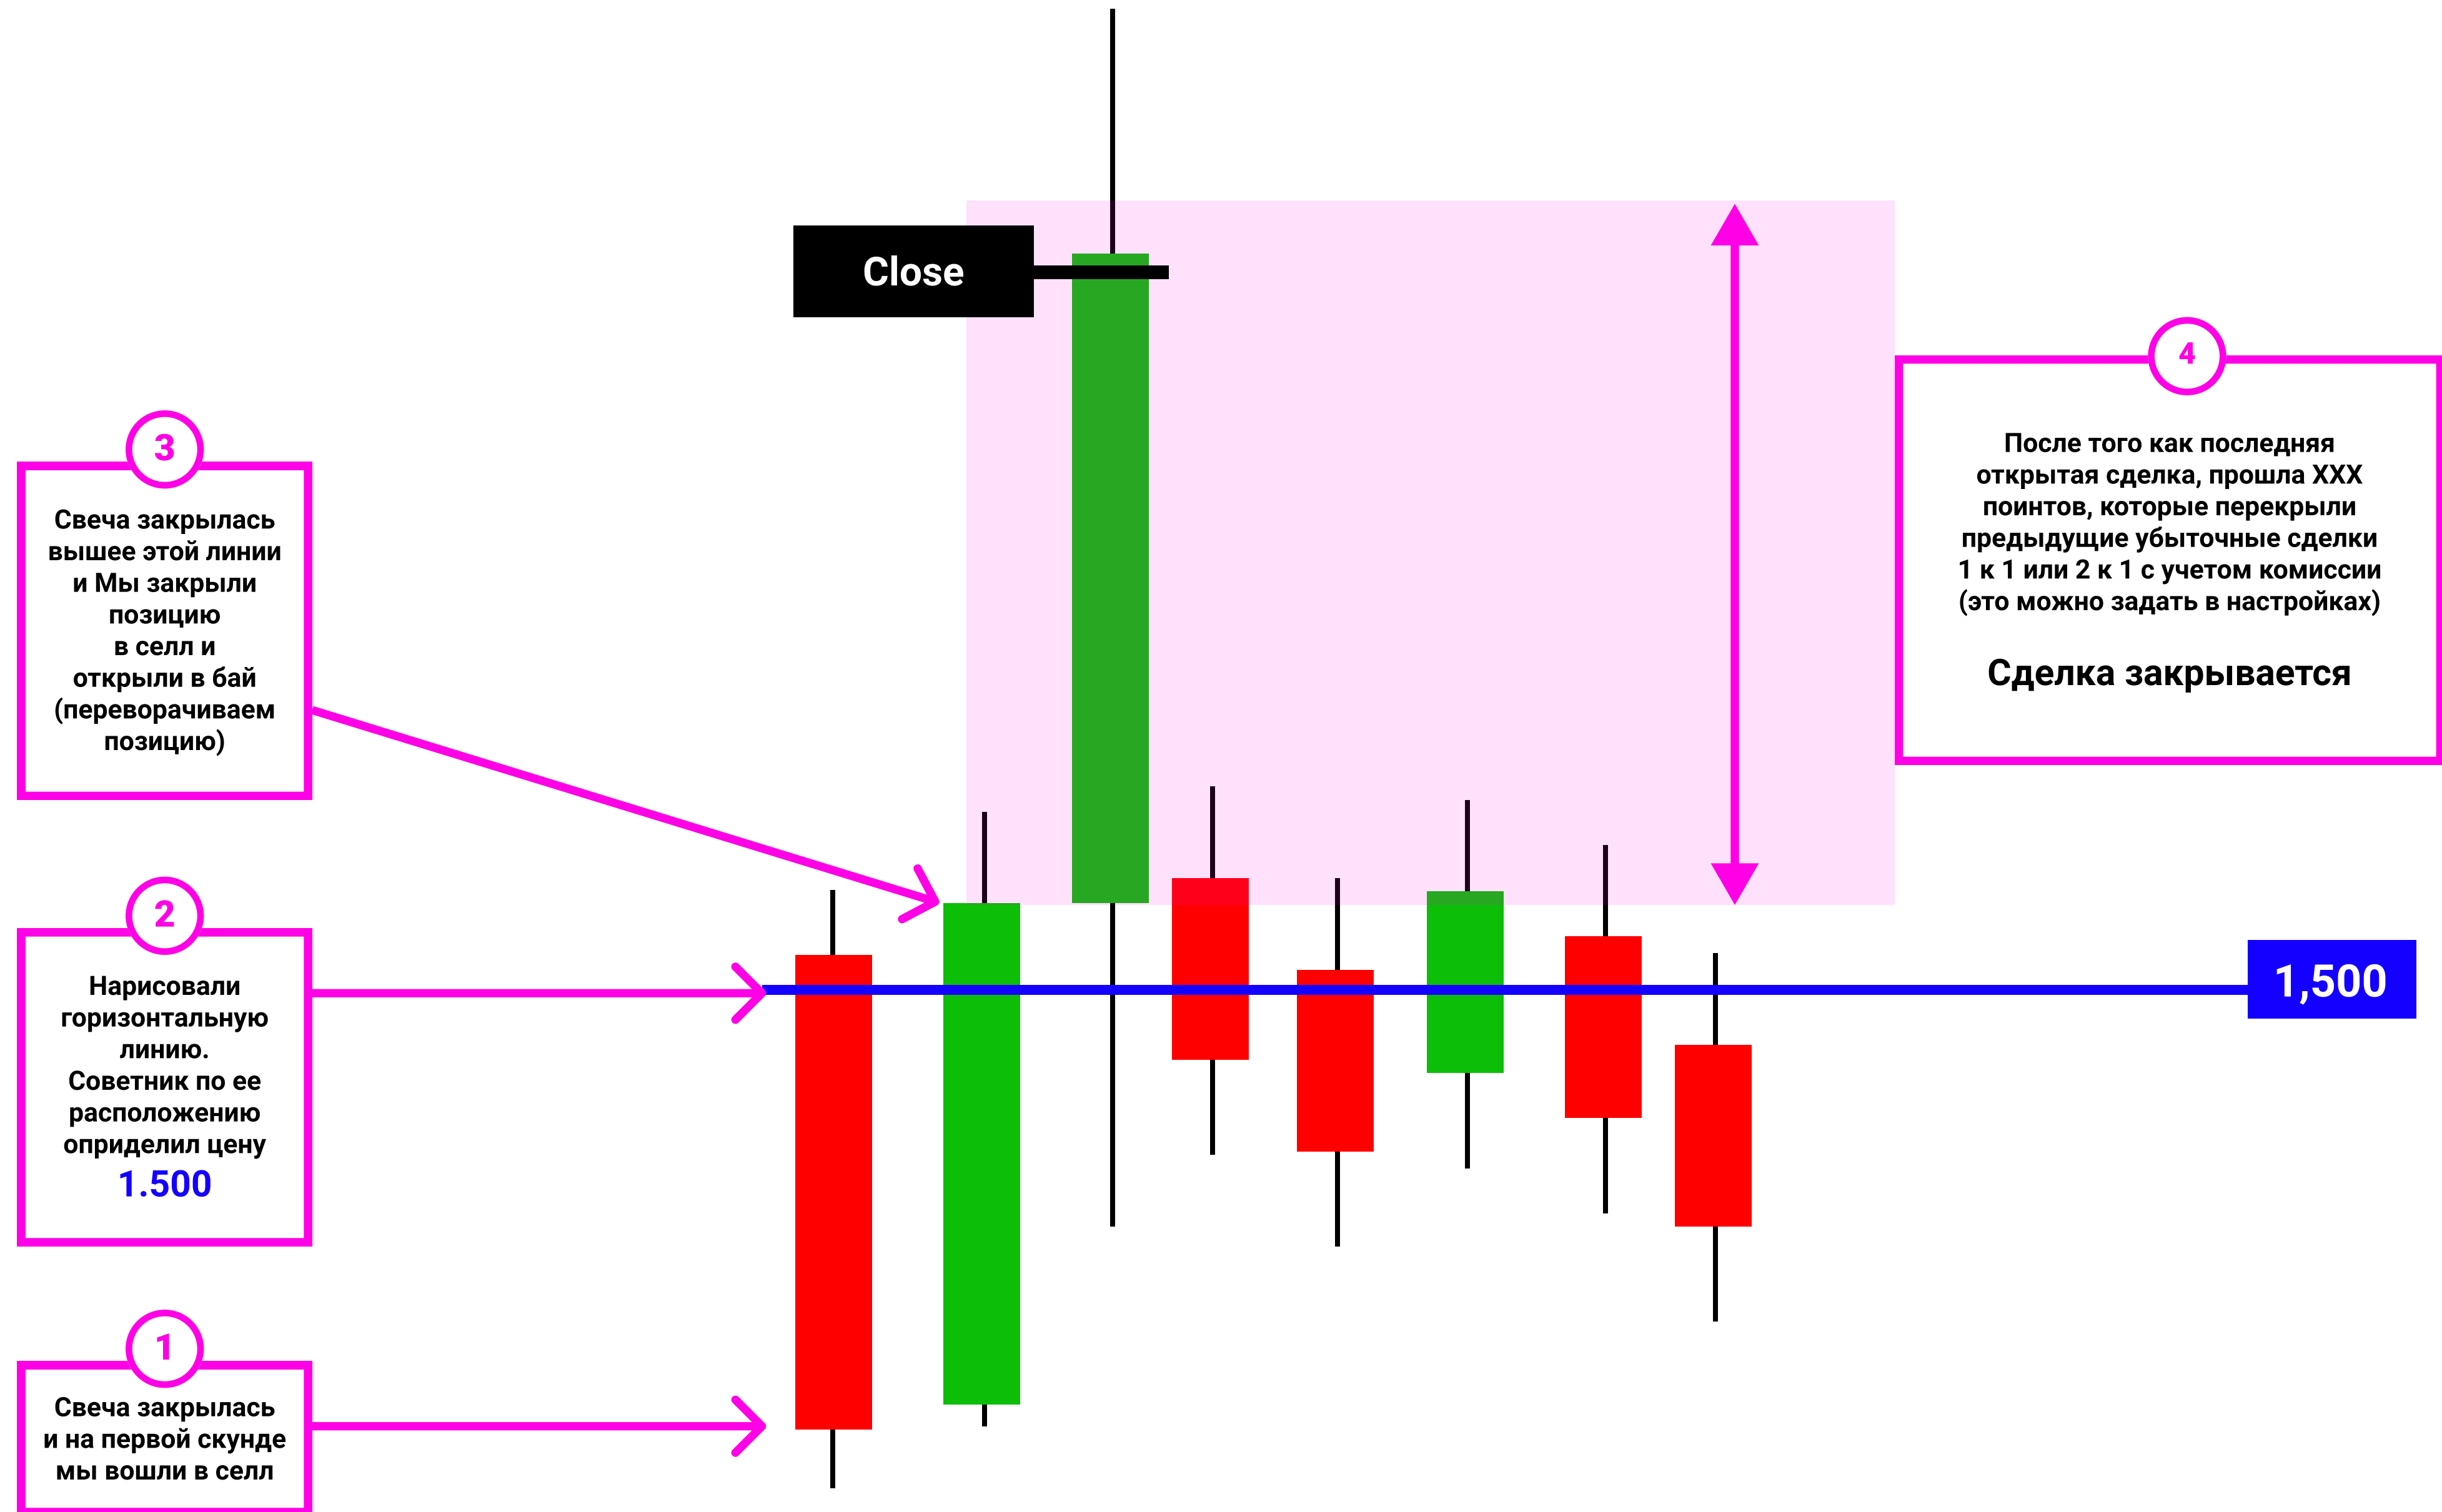 Close
3
Свеча закрылась
вышее этой линии
и Мы закрыли
позицию
в селл и
открыли в бай
(переворачиваем
позицию)
2
Нарисовали
горизонтальную
линию.
Советник по ее
расположению
оприделил цену
1.500
1
Свеча закрылась
и на первой скунде
мы вошли в селл
4
После того как последняя
открытая сделка, прошла XXX
поинтов, которые перекрыли
предыдущие убыточные сделки
1 к 1 или 2 к 1 с учетом комиссии
(это можно задать в настройках)
Сделка закрывается
1,500